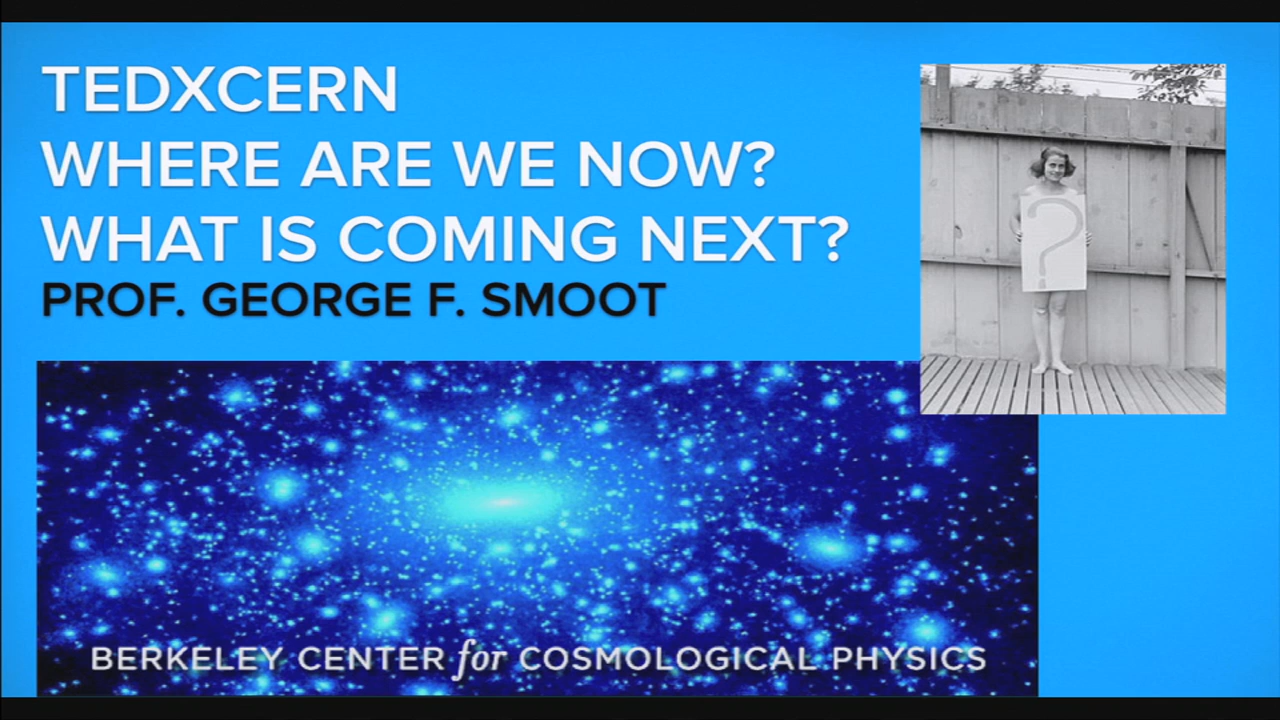 TEDXCERN
WHERE ARE WE NOW?
WHAT IS COMING NEXT?
PROF. GEORGE F. SMOOT
?
BERKELEY CENTER for COSMOLOGICAL PHYSICS